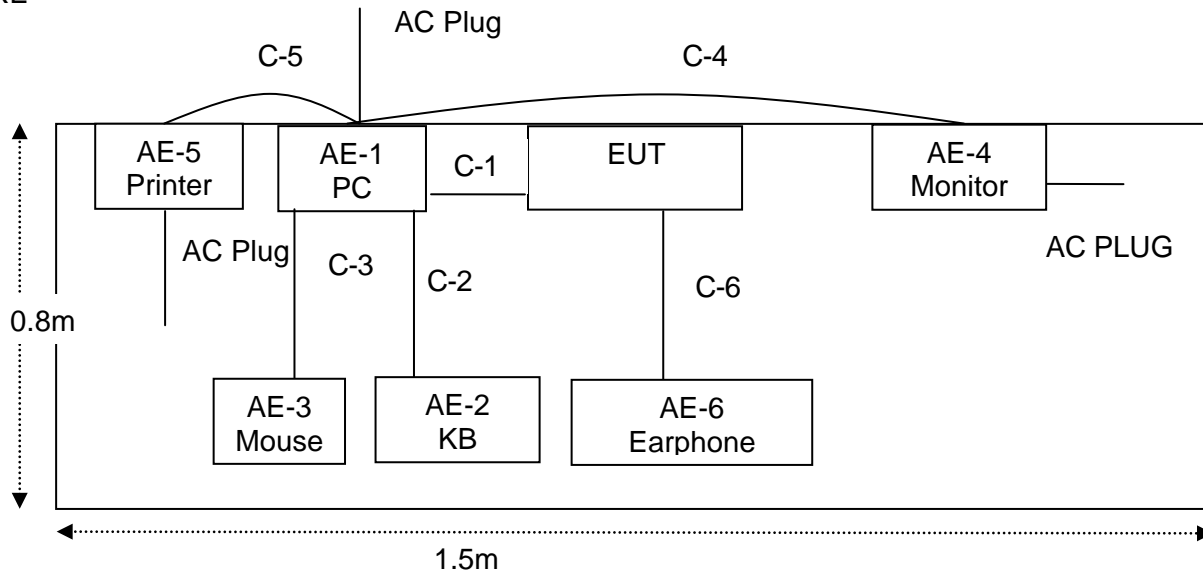 AC Plug
C-5
C-4
AE-5
Printer
AE-1
PC
C-1
EUT
AE-4
Monitor
AC Plug
C-3
C-2
C-6
AC PLUG
0.8m
AE-3
Mouse
AE-2
KB
AE-6
Earphone
1.5m